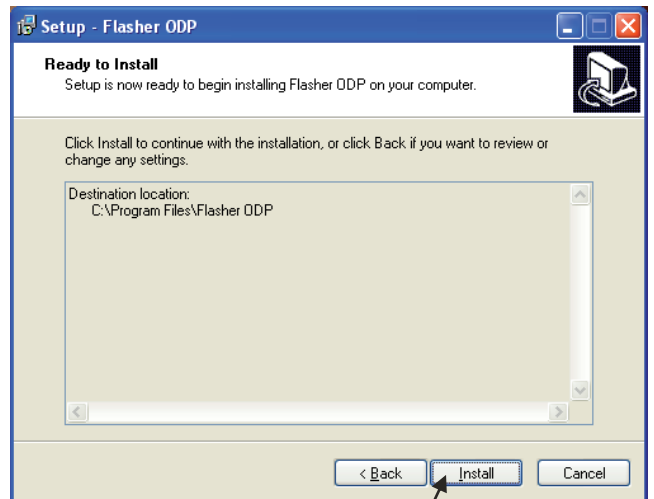 Setup - Flasher ODP
Ready to Install
Setup is now ready to begin installing Flasher ODP on your computer.
Click Install to continue with the installation, or click Back if you want to review or
change any settings.
Destination location:
C:\Program Files\Flasher ODP
< Back
Install
Cancel